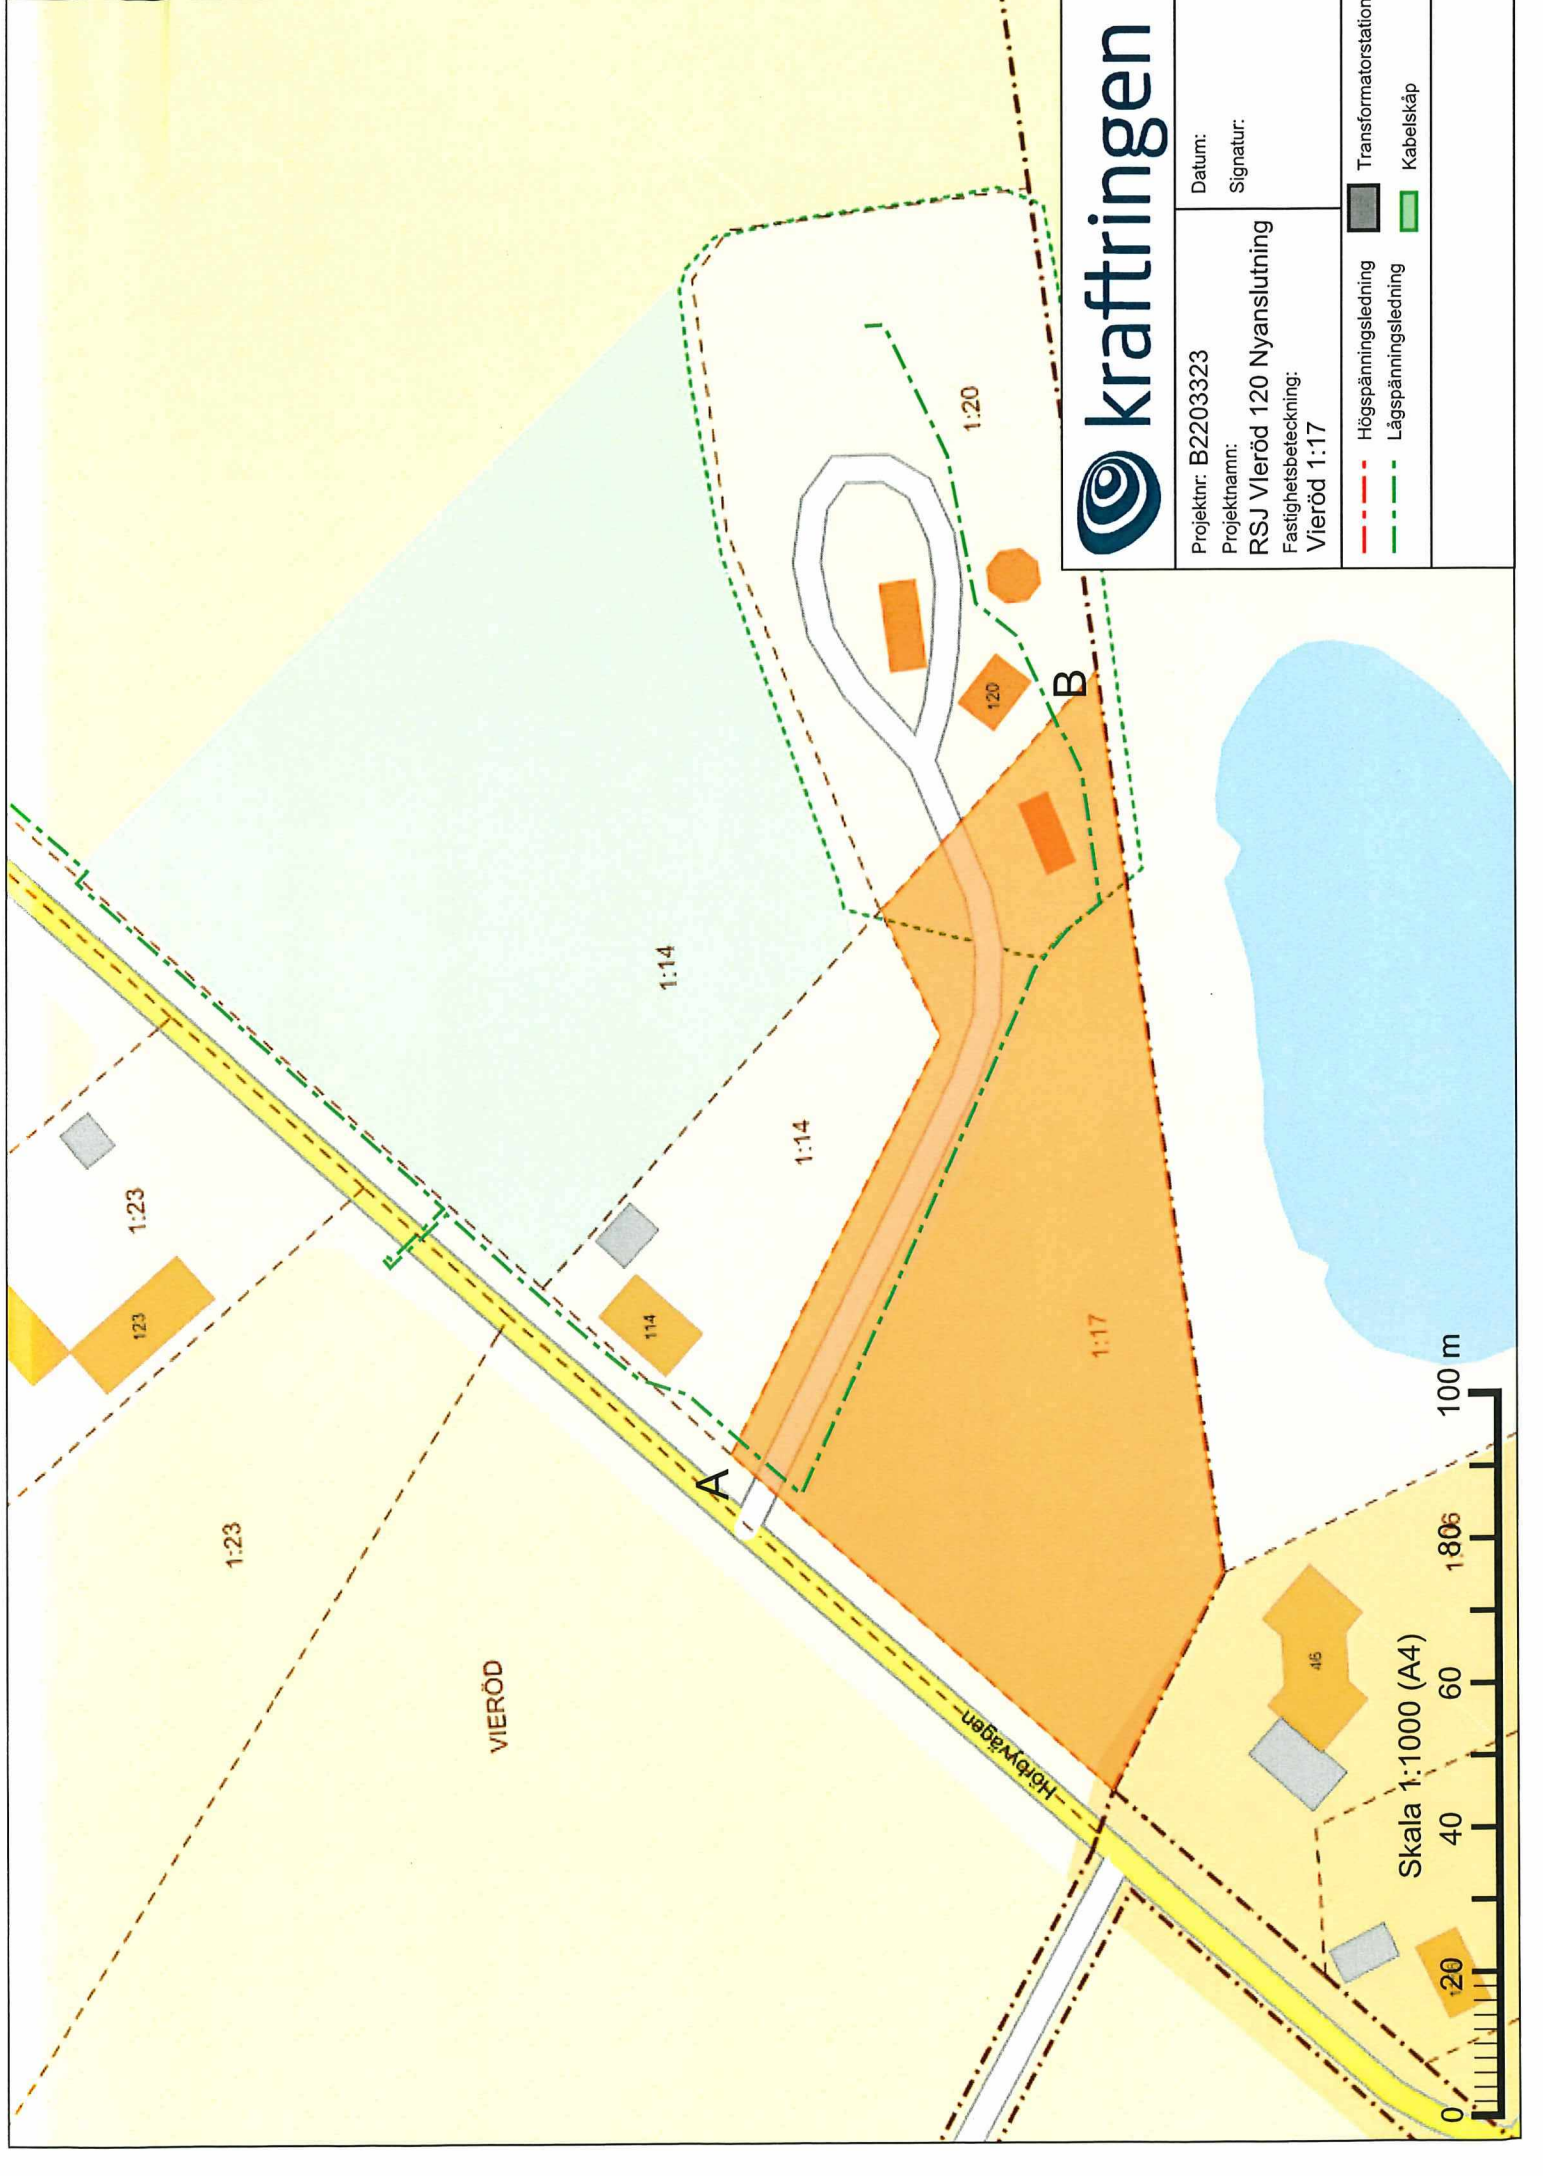 1:23
123
1:23
VIERÖD
1:14
1:14
114
A
Hörbyvägen
1:20
120
B
1:17
46
kraftringen
Projektnr: B2203323
Projektnamn:
RSJ VIeröd 120 Nyanslutning
Fastighetsbeteckning:
Vieröd 1:17
Datum:
Signatur:
Högspänningsledning
Lågspänningsledning
Transformatorstation
Kabelskåp
Skala 1:1000 (A4)
0 20 40 60 80 100 m